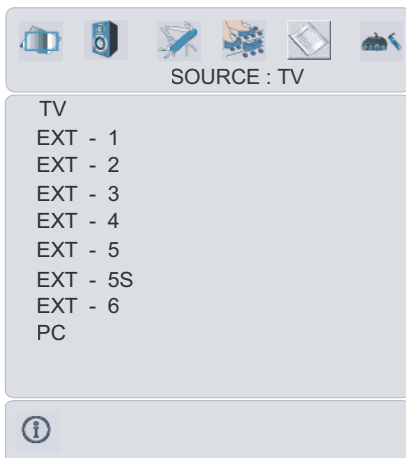 SOURCE : TV
TV
EXT - 1
EXT - 2
EXT - 3
EXT - 4
EXT - 5
EXT - 5S
EXT - 6
PC